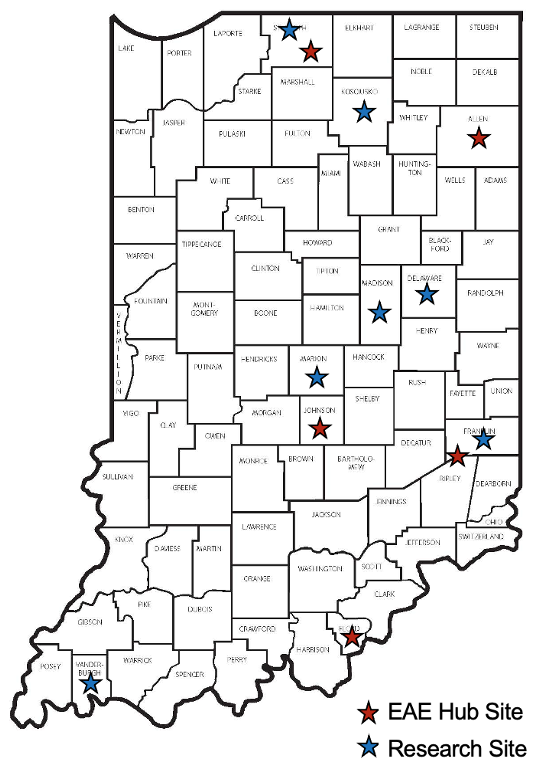 LAPORTE
ELKHART
LAGRANGE
STEUBEN
LAKE
PORTER
NOBLE
DEKALB
MARSHALL
STARKE
KOSCIUSKO
WHITLEY
ALLEN
NEWTON
JASPER
PULASKI
FULTON
WABASH
HUNTING-
TON
MIAMI
WHITE
CASS
WELLS
ADAMS
BENTON
CARROLL
GRANT
TIPPECANOE
HOWARD
BLACK-
FORD
JAY
WARREN
CLINTON
TIPTON
MADISON
DELAWARE
RANDOLPH
FOUNTAIN
MONT-
GOMERY
BOONE
HAMILTON
VERMILLION
HENRY
WAYNE
PARKE
PUTNAM
HENDRICKS
MARION
HANCOCK
RUSH
FAYETTE
UNION
SHELBY
VIGO
MORGAN
JOHNSON
CLAY
OWEN
FRANKLIN
DECATUR
MONROE
BROWN
BARTHOLO-
MEW
SULLIVAN
RIPLEY
DEARBORN
GREENE
JENNINGS
JACKSON
OHIO
LAWRENCE
KNOX
DAVIESS
MARTIN
JEFFERSON
SWITZERLAND
WASHINGTON
SCOTT
ORANGE
CLARK
PIKE
DUBOIS
GIBSON
CRAWFORD
FLOYD
HARRISON
POSEY
VANDER-
BURGH
WARRICK
SPENCER
PERRY
EAE Hub Site
Research Site